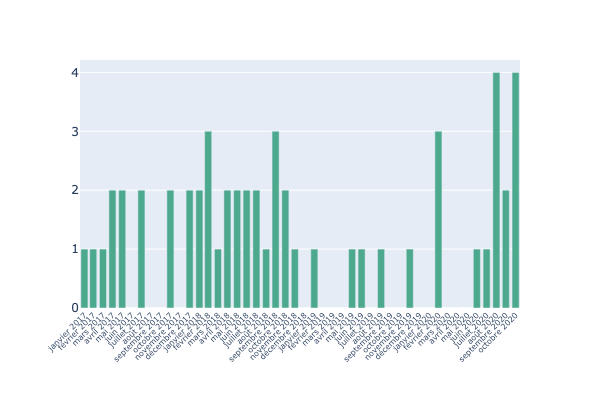 4
3
2
1
0
janvier 2017
février 2017
mars 2017
avril 2017
mai 2017
juin 2017
juillet 2017
août 2017
septembre 2017
octobre 2017
novembre 2017
décembre 2017
janvier 2018
février 2018
mars 2018
avril 2018
mai 2018
juin 2018
juillet 2018
août 2018
septembre 2018
octobre 2018
novembre 2018
décembre 2018
janvier 2019
février 2019
mars 2019
avril 2019
mai 2019
juin 2019
juillet 2019
août 2019
septembre 2019
octobre 2019
novembre 2019
décembre 2019
janvier 2020
février 2020
mars 2020
avril 2020
mai 2020
juin 2020
juillet 2020
août 2020
septembre 2020
octobre 2020